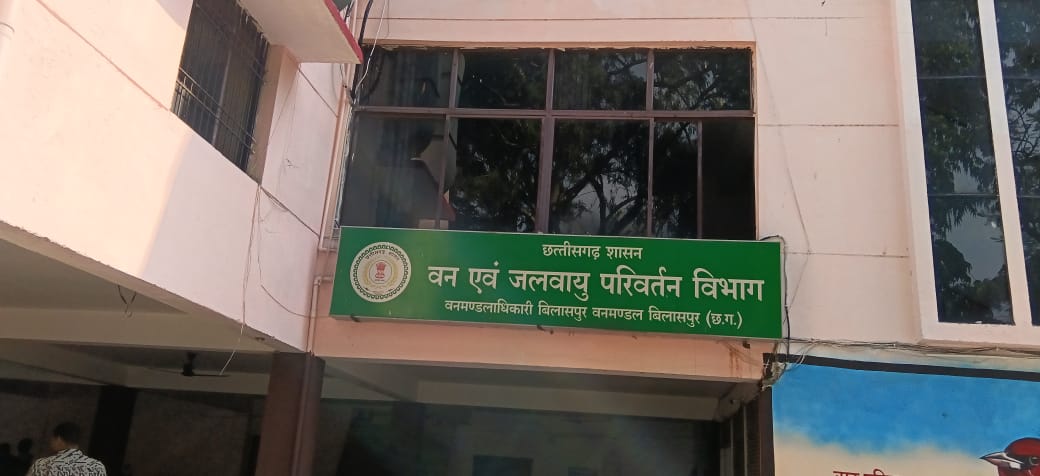 छत्तीसगढ़ शासन
वन एवं जलवायु परिवर्तन विभाग
वनमण्डलाधिकारी बिलासपुर वनमण्डल बिलासपुर (छ.ग.)